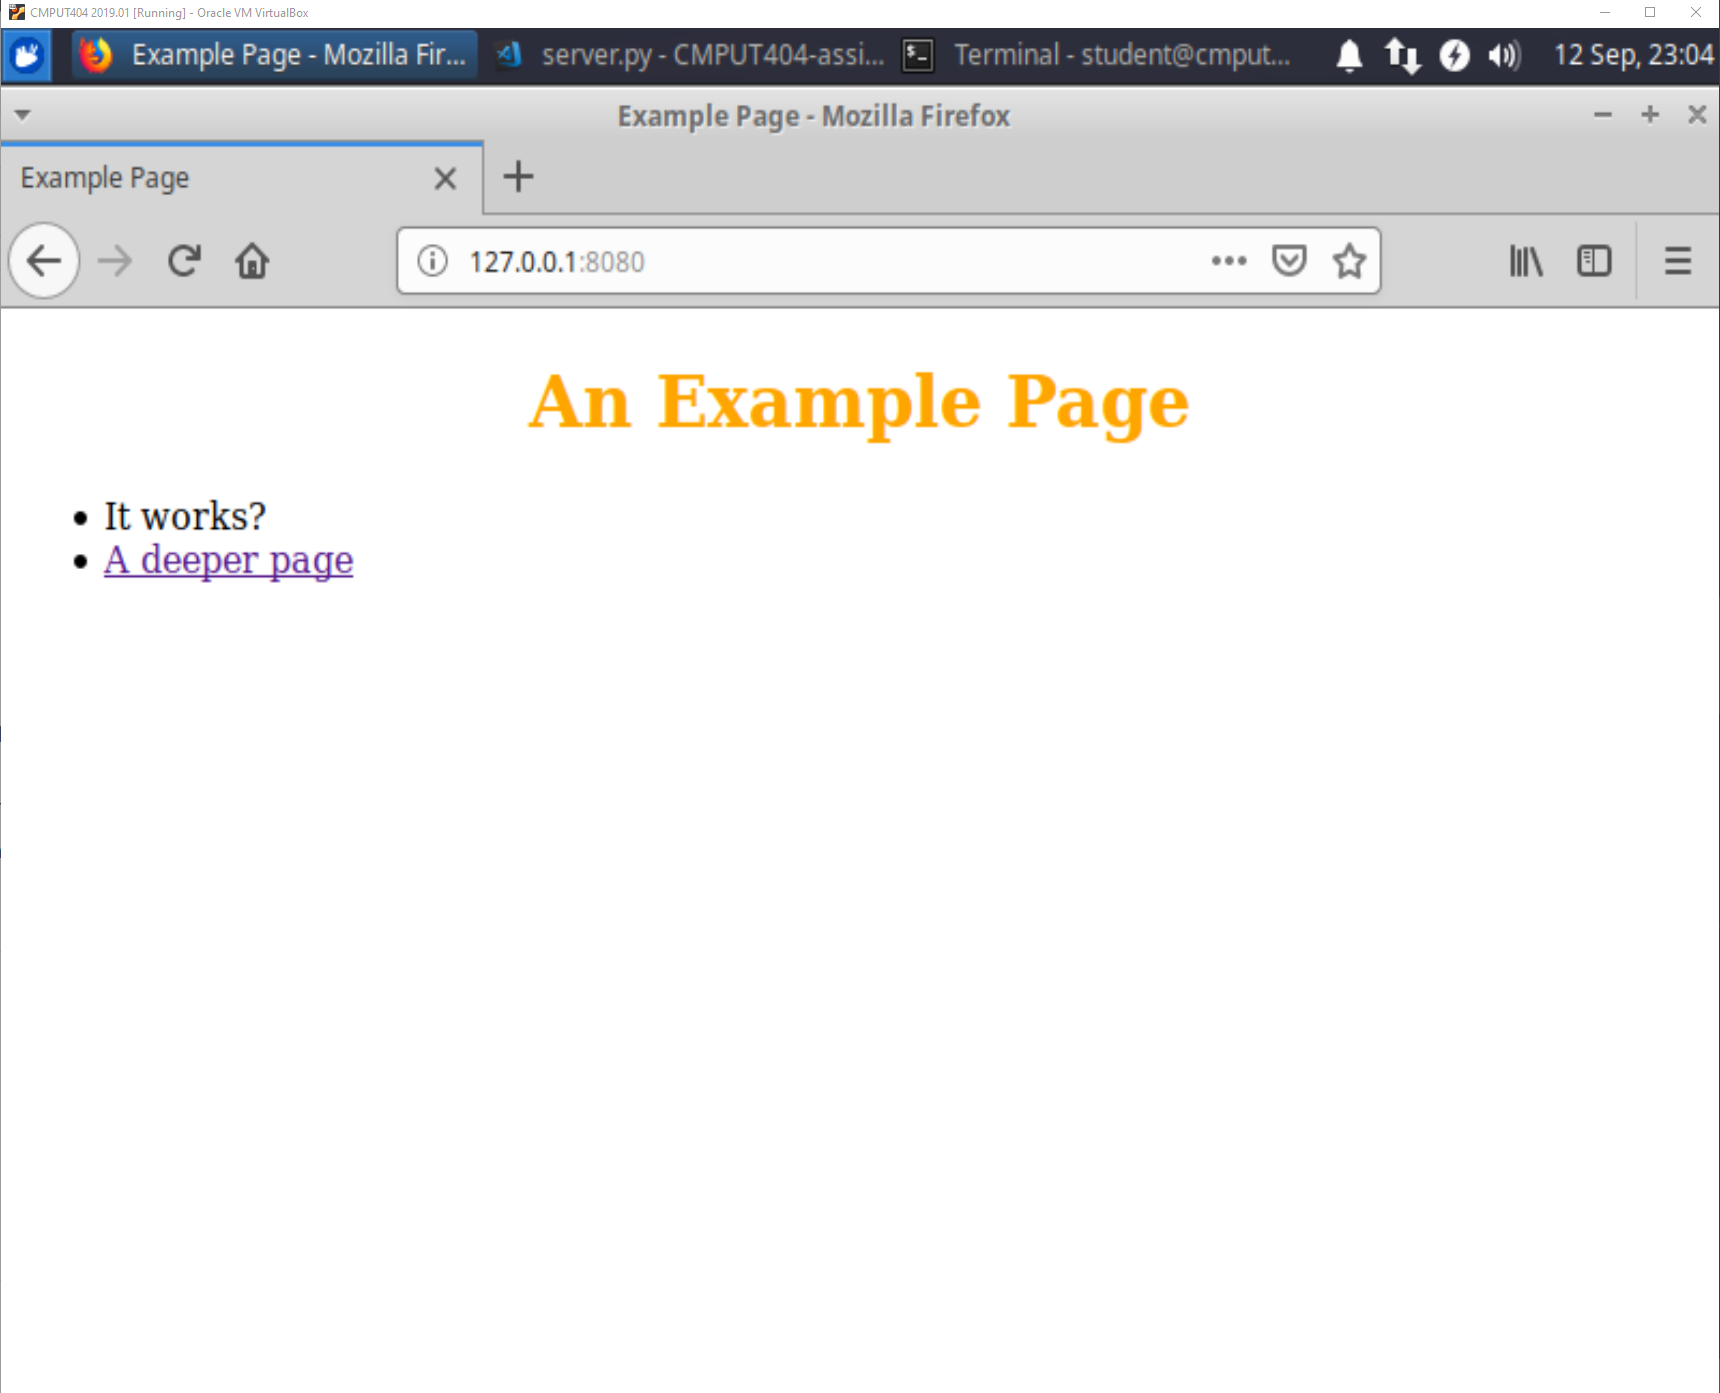 CMPUT404 2019.01 [Running] - Oracle VM VirtualBox
Example Page - Mozilla Fir... server.py - CMPUT404-assi... Terminal - student@cmput... 12 Sep, 23:04
Example Page - Mozilla Firefox
Example Page
127.0.0.1:8080
An Example Page
• It works?
• A deeper page